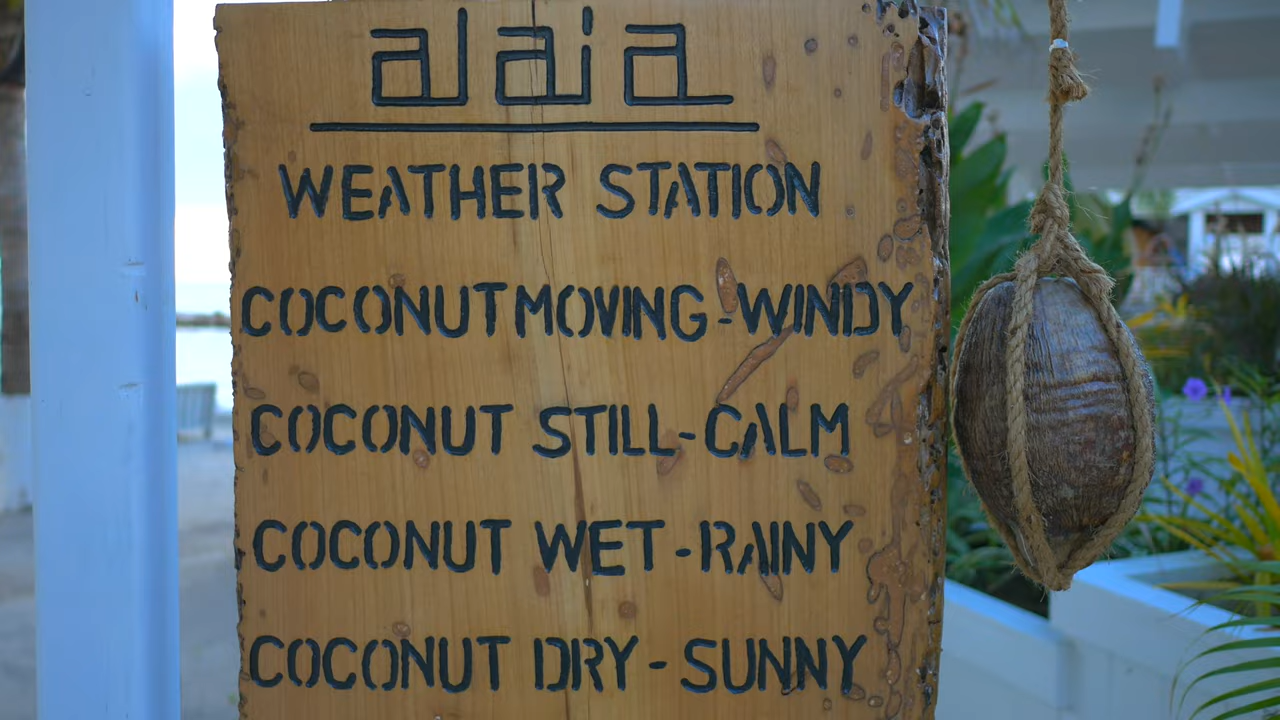 alaia
WEATHER STATION
COCONUT MOVING-WINDY
COCONUT STILL-CALM
COCONUT WET-RAINY
COCONUT DRY-SUNNY